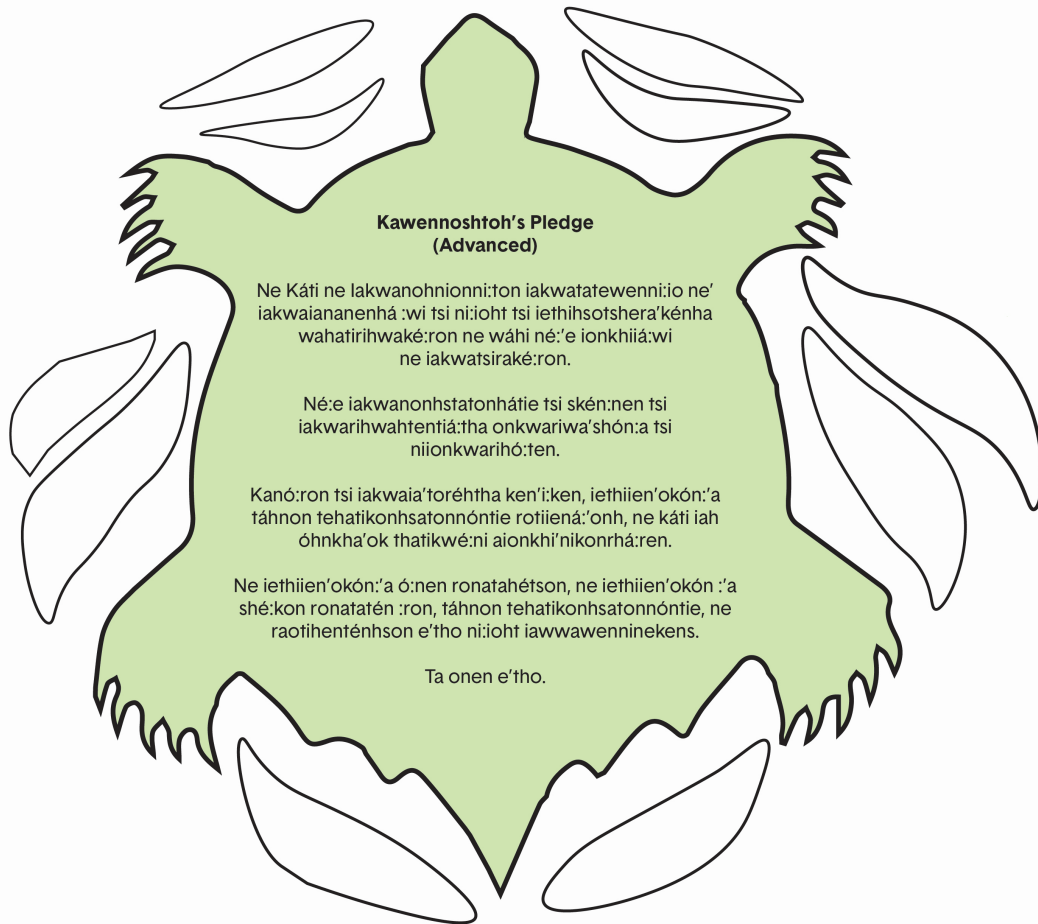 Kawennoshtoh's Pledge
(Advanced)
Ne Káti ne Iakwanohnionni:ton iakwatatewenni:io ne'
iakwaiananenhá :wi tsi ni:ioht tsi iethihsotshera'kénha
wahatirihwaké:ron ne wáhi né:'e ionkhiiá:wi
ne iakwatsiraké:ron.
Né:e iakwanonhstatonhátie tsi skén:nen tsi
iakwarihwahtentiá:tha onkwariwa'shón:a tsi
niionkwarihó:ten.
Kanó:ron tsi iakwaia'toréhtha ken'i:ken, iethiien'okón:'a
táhnon tehatikonhsatonnóntie rotiiená:'onh, ne káti iah
óhnkha'ok thatikwé:ni aionkhi'nikonrhá:ren.
Ne iethiien'okón:'a ó:nen ronatahétson, ne iethiien'okón :'a
shé:kon ronatatén :ron, táhnon tehatikonhsatonnóntie, ne
raotihenténhson e'tho ni:ioht iawwawenninekens.
Ta onen e'tho.